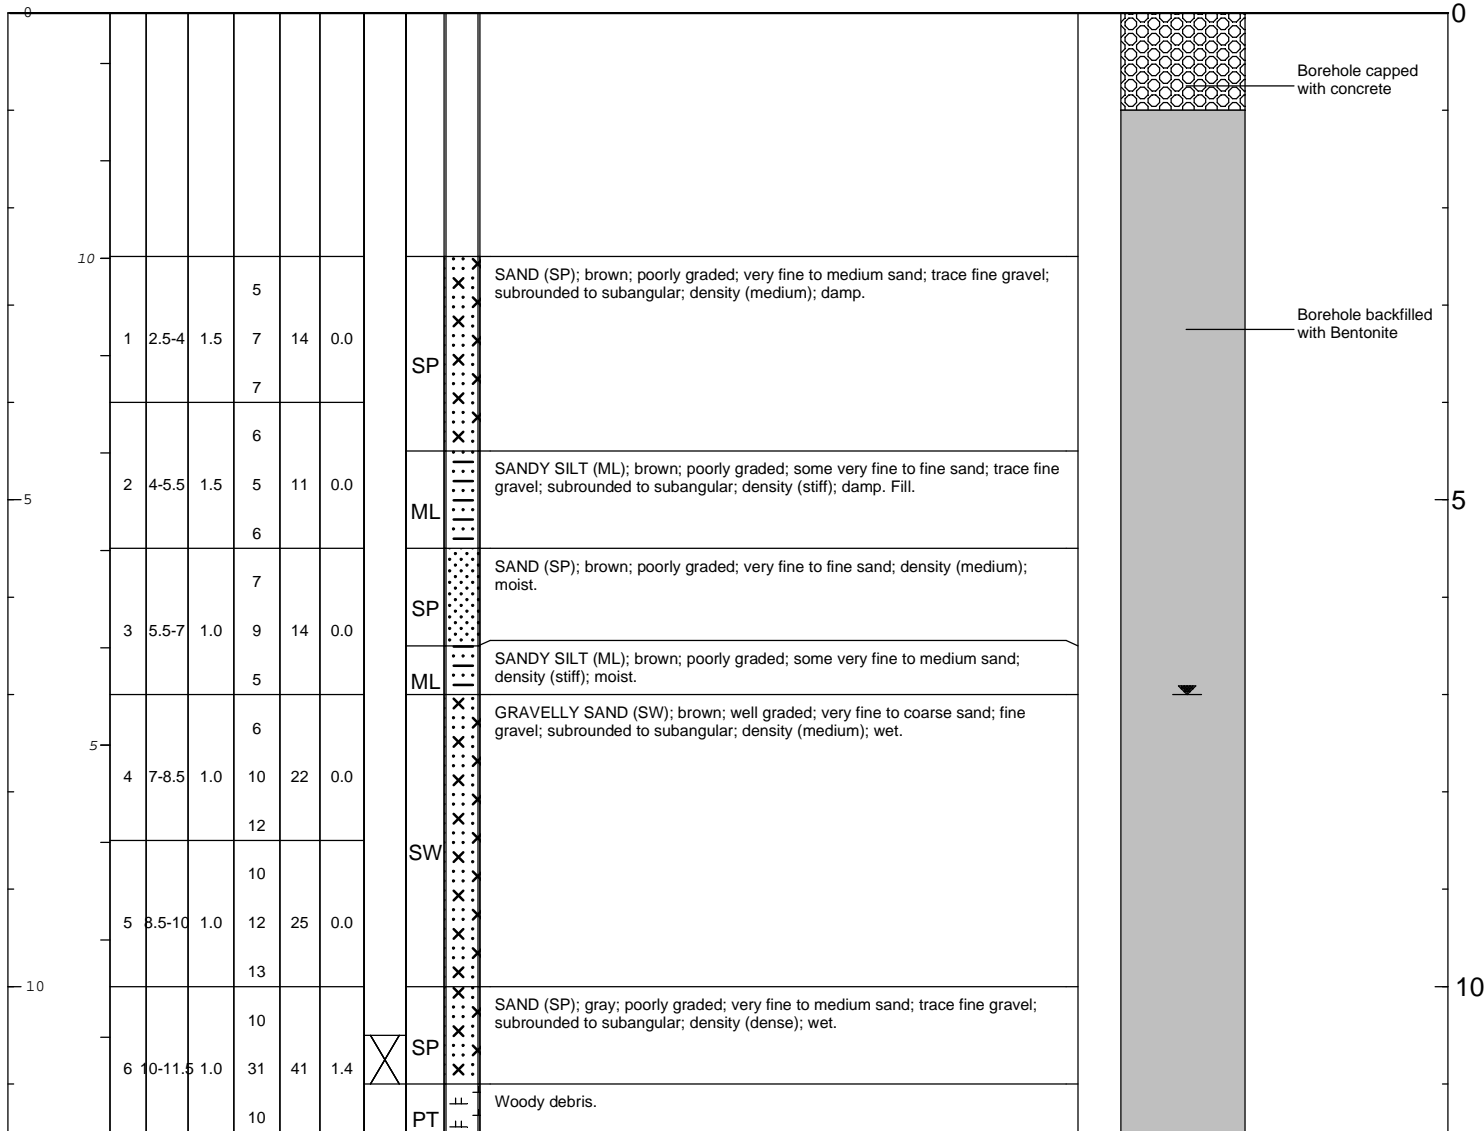 0
0
Borehole capped
with concrete
10
SAND (SP); brown; poorly graded; very fine to medium sand; trace fine gravel;
subrounded to subangular; density (medium); damp.
5
1 2.5-4 1.5 7 14 0.0
7
SP
Borehole backfilled
with Bentonite
6
SANDY SILT (ML); brown; poorly graded; some very fine to fine sand; trace fine
gravel; subrounded to subangular; density (stiff); damp. Fill.
2 4-5.5 1.5 5 11 0.0
5
5
ML
6
SAND (SP); brown; poorly graded; very fine to fine sand; density (medium);
moist.
7
SP
3 5.5-7 1.0 9 14 0.0
SANDY SILT (ML); brown; poorly graded; some very fine to medium sand;
density (stiff); moist.
5
ML
GRAVELLY SAND (SW); brown; well graded; very fine to coarse sand; fine
gravel; subrounded to subangular; density (medium); wet.
6
5
4 7-8.5 1.0 10 22 0.0
12
SW
10
5 8.5-10 1.0 12 25 0.0
13
10
10
SAND (SP); gray; poorly graded; very fine to medium sand; trace fine gravel;
subrounded to subangular; density (dense); wet.
10
SP
6 10-11.5 1.0 31 41 1.4
Woody debris.
10
PT